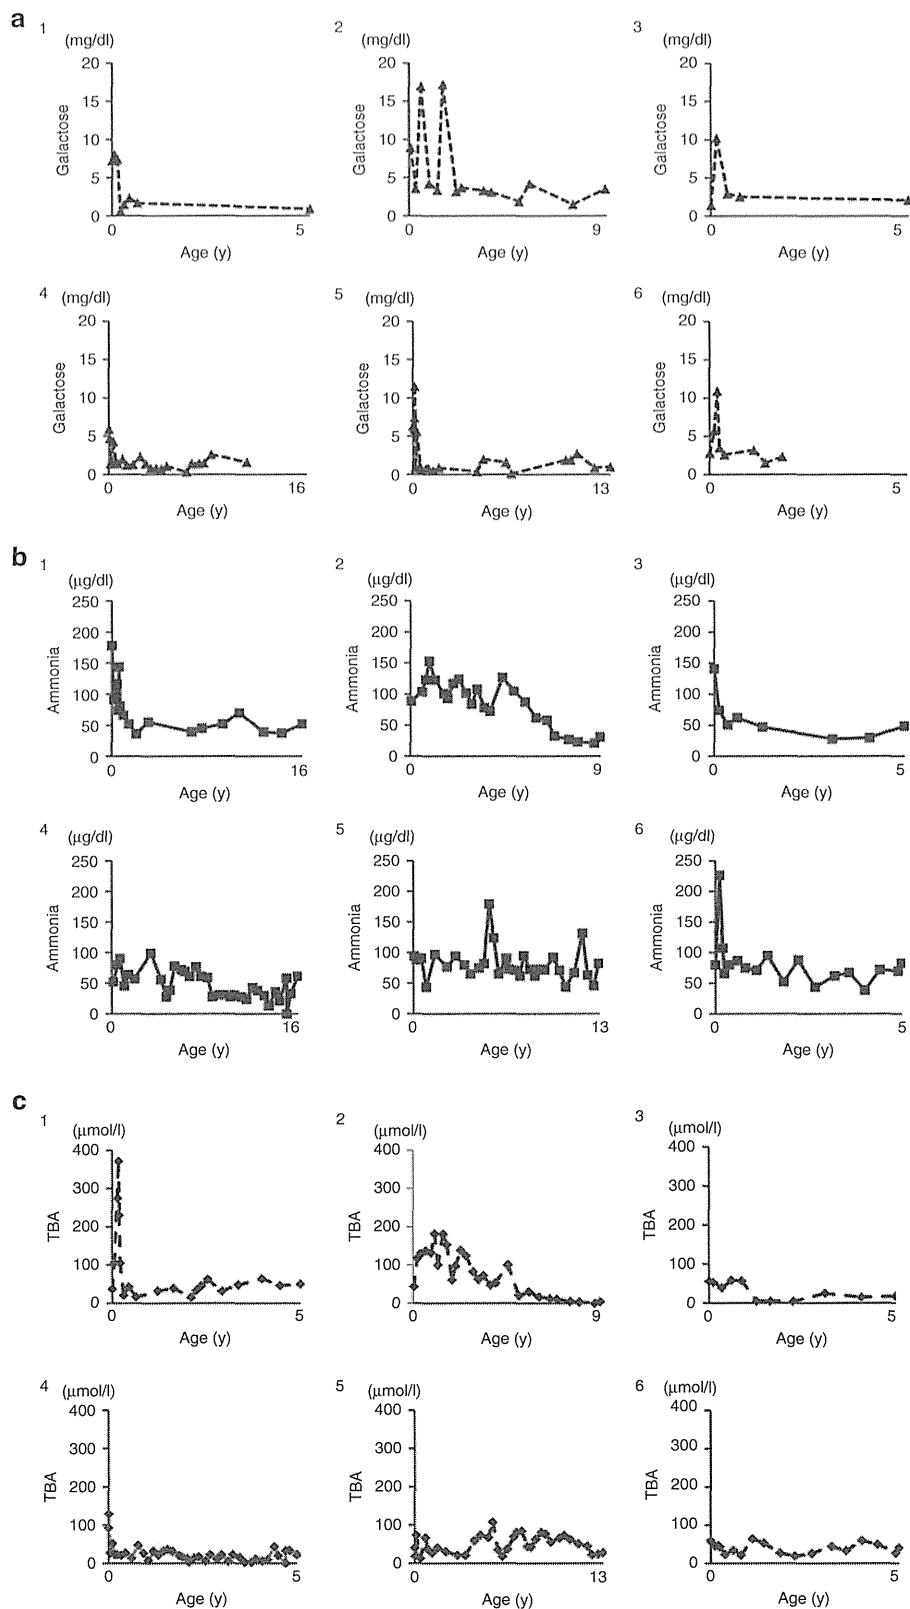 a
1 2 3
(mg/dl) (mg/dl) (mg/dl)
20 20 20
15 15 15
10 10 10
5 5 5
0 0 0
Galactose Galactose Galactose
0 5 0 9 0 5
Age (y) Age (y) Age (y)
4 5 6
(mg/dl) (mg/dl) (mg/dl)
20 20 20
15 15 15
10 10 10
5 5 5
0 0 0
Galactose Galactose Galactose
0 16 0 13 0 5
Age (y) Age (y) Age (y)
b
1 2 3
(μg/dl) (μg/dl) (μg/dl)
250 250 250
200 200 200
150 150 150
100 100 100
50 50 50
0 0 0
Ammonia Ammonia Ammonia
0 16 0 9 0 5
Age (y) Age (y) Age (y)
4 5 6
(μg/dl) (μg/dl) (μg/dl)
250 250 250
200 200 200
150 150 150
100 100 100
50 50 50
0 0 0
Ammonia Ammonia Ammonia
0 16 0 13 0 5
Age (y) Age (y) Age (y)
c
1 2 3
(μmol/l) (μmol/l) (μmol/l)
400 400 400
300 300 300
200 200 200
100 100 100
0 0 0
TBA TBA TBA
0 5 0 9 0 5
Age (y) Age (y) Age (y)
4 5 6
(μmol/l) (μmol/l) (μmol/l)
400 400 400
300 300 300
200 200 200
100 100 100
0 0 0
TBA TBA TBA
0 5 0 13 0 5
Age (y) Age (y) Age (y)